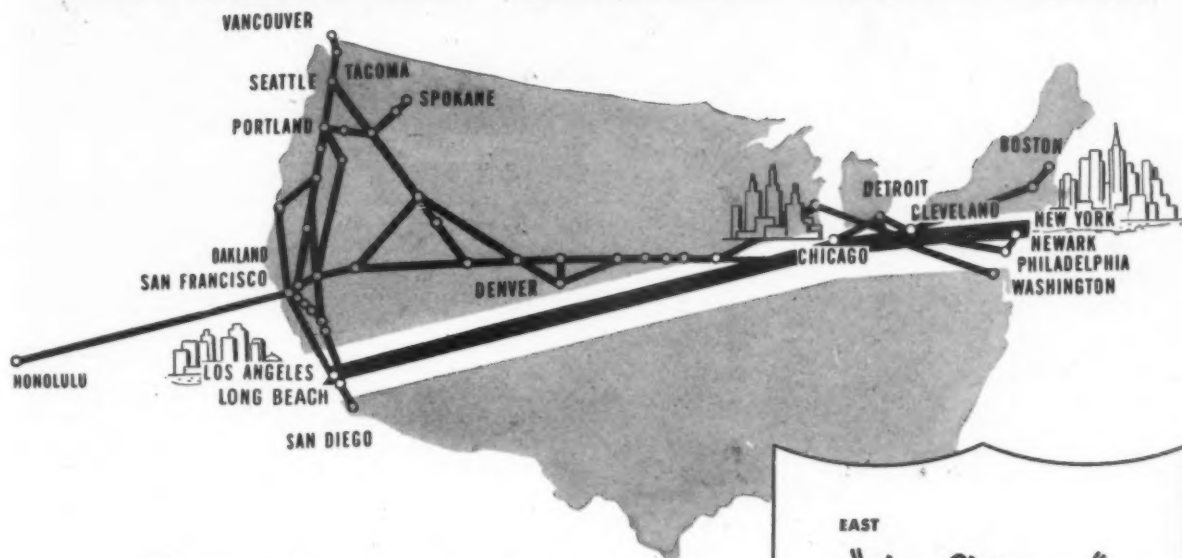 VANCOUVER
SEATTLE
TACOMA
SPOKANE
PORTLAND
BOSTON
DETROIT
CLEVELAND
NEW YORK
NEWARK
PHILADELPHIA
WASHINGTON
CHICAGO
OAKLAND
SAN FRANCISCO
DENVER
HONOLULU
LOS ANGELES
LONG BEACH
SAN DIEGO
EAST